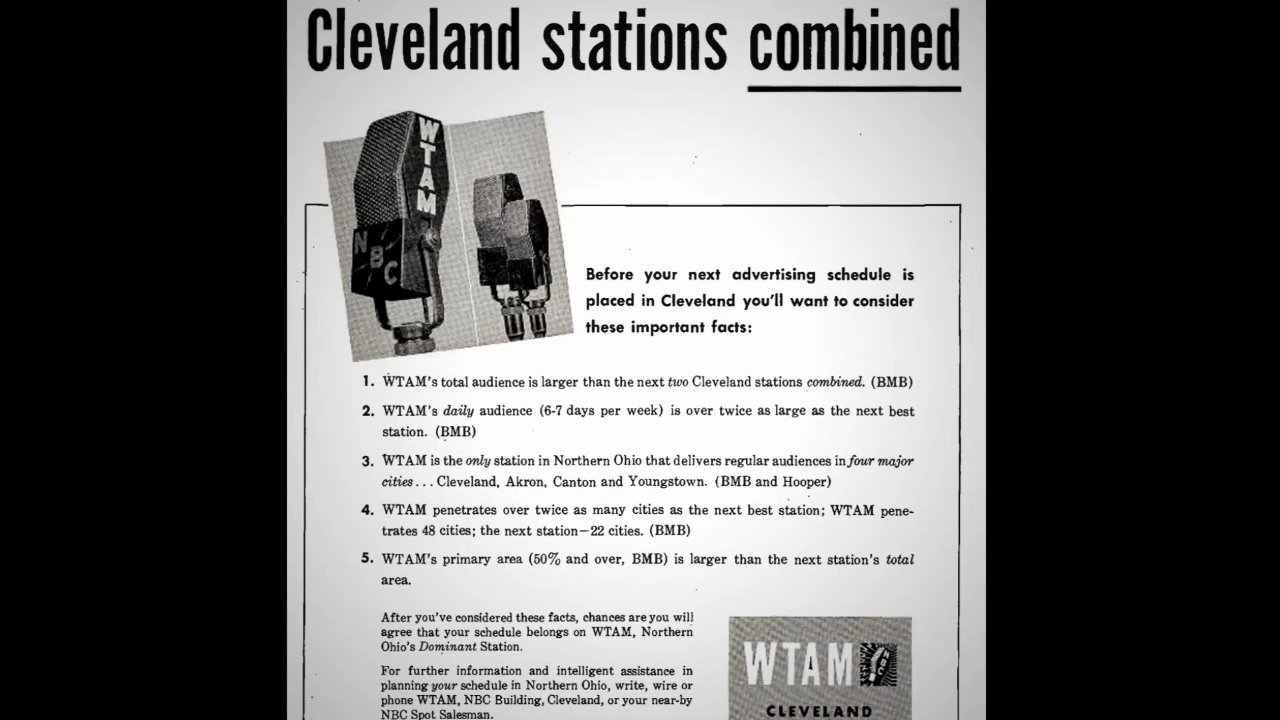 Cleveland stations combined
WTAM
NBC
Before your next advertising schedule is
placed in Cleveland you'll want to consider
these important facts:
1. WTAM's total audience is larger than the next two Cleveland stations combined. (BMB)
2. WTAM's daily audience (6-7 days per week) is over twice as large as the next best
station. (BMB)
3. WTAM is the only station in Northern Ohio that delivers regular audiences in four major
cities... Cleveland, Akron, Canton and Youngstown. (BMB and Hooper)
4. WTAM penetrates over twice as many cities as the next best station; WTAM pene-
trates 48 cities; the next station—22 cities. (BMB)
5. WTAM's primary area (50% and over, BMB) is larger than the next station's total
area.
After you've considered these facts, chances are you will
agree that your schedule belongs on WTAM, Northern
Ohio's Dominant Station.
For further information and intelligent assistance in
planning your schedule in Northern Ohio, write, wire or
phone WTAM, NBC Building, Cleveland, or your near-by
NBC Spot Salesman.
WTAM
NBC
CLEVELAND